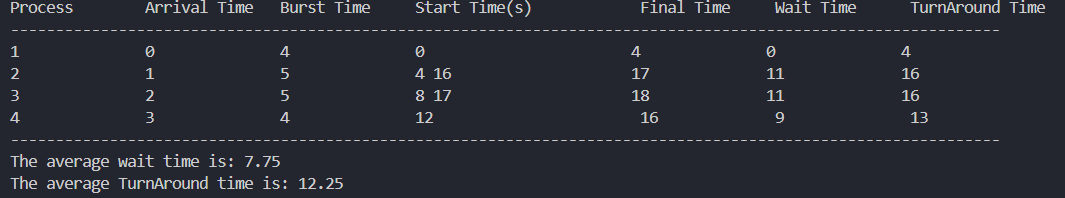 Process Arrival Time Burst Time Start Time(s) Final Time Wait Time TurnAround Time
--------------------------------------------------------------------------------------------------------------
1 0 4 0 4 0 4
2 1 5 4 16 17 11 16
3 2 5 8 17 18 11 16
4 3 4 12 16 9 13
--------------------------------------------------------------------------------------------------------------
The average wait time is: 7.75
The average TurnAround time is: 12.25